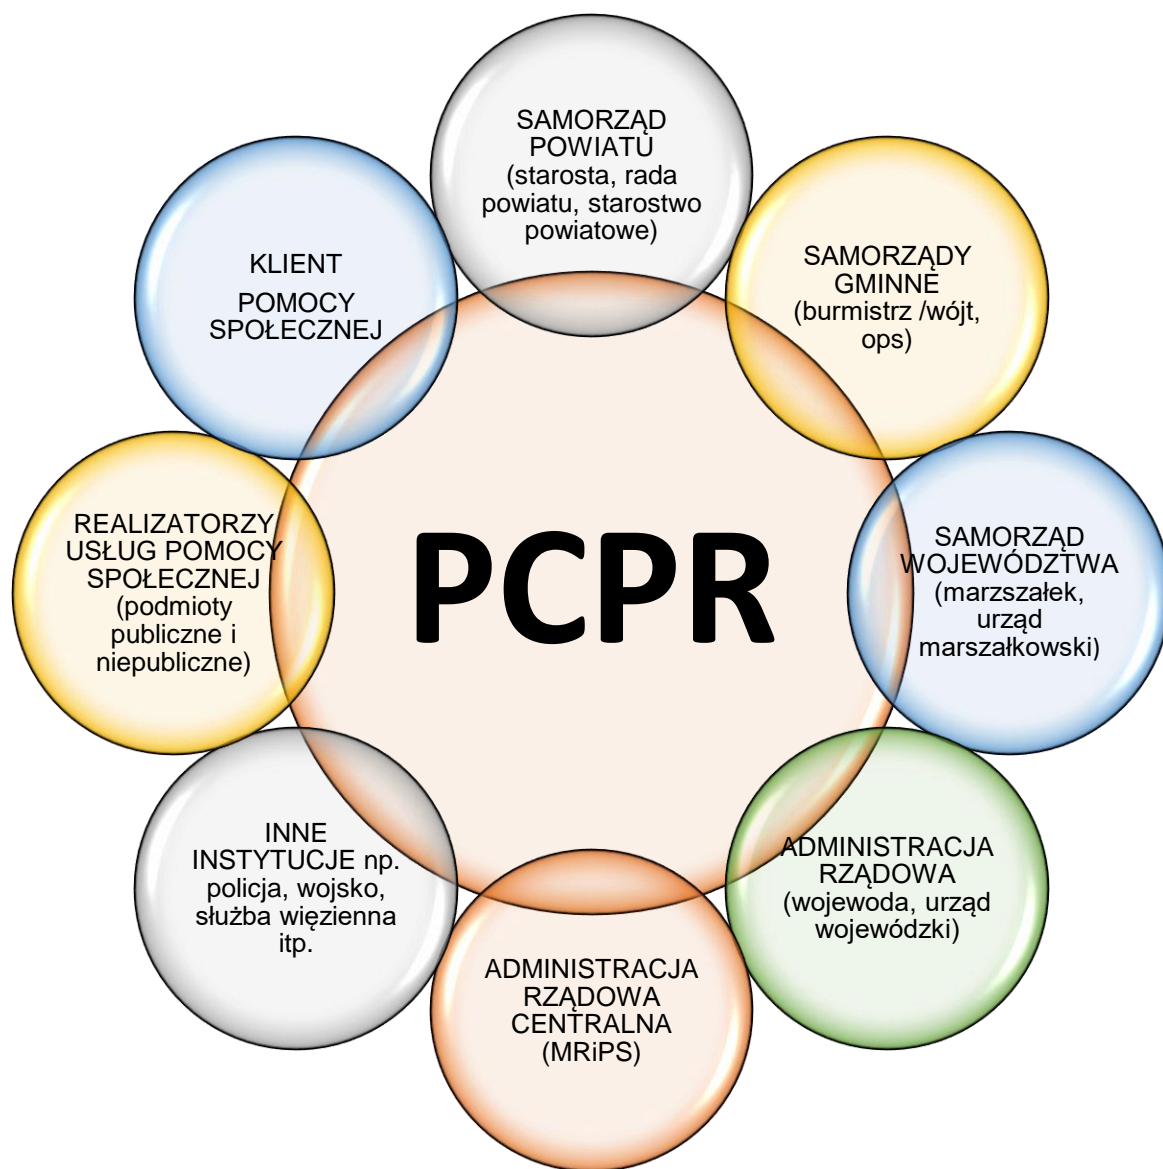 SAMORZĄD
POWIATU
(starosta, rada
powiatu, starostwo
powiatowe)
SAMORZĄDY
GMINNE
(burmistrz /wójt,
ops)
SAMORZĄD
WOJEWÓDZTWA
(marzszałek,
urząd
marszałkowski)
ADMINISTRACJA
RZĄDOWA
(wojewoda, urząd
wojewódzki)
ADMINISTRACJA
RZĄDOWA
CENTRALNA
(MRiPS)
INNE
INSTYTUCJE np.
policja, wojsko,
służba więzienna
itp.
REALIZATORZY
USŁUG POMOCY
SPOŁECZNEJ
(podmioty
publiczne i
niepubliczne)
KLIENT
POMOCY
SPOŁECZNEJ
PCPR